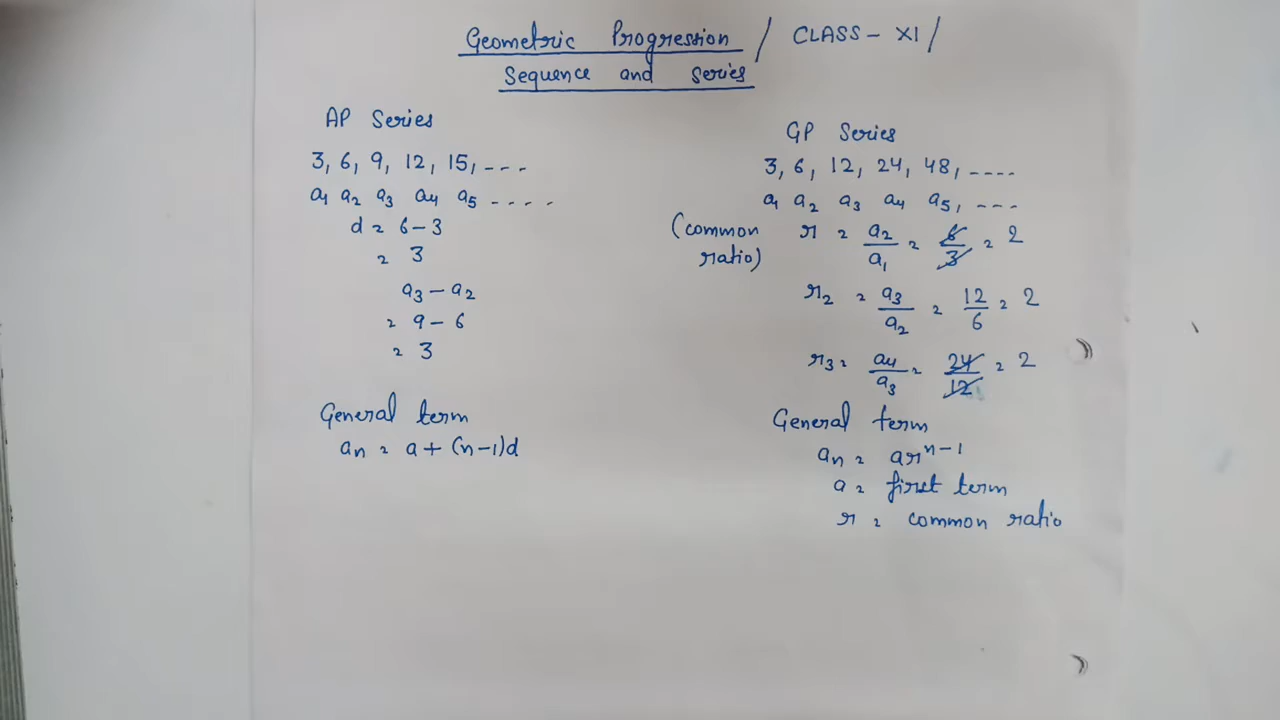 Geometric Progression / CLASS - XI /
Sequence and Series
AP Series
3, 6, 9, 12, 15, ----
a1 a2 a3 a4 a5 ----
d = 6-3
= 3
a3 - a2
= 9 - 6
= 3
General term
an = a + (n-1)d
GP Series
3, 6, 12, 24, 48, ----
a1 a2 a3 a4 a5, ---
(common ratio) r = a2/a1 = 6/3 = 2
r2 = a3/a2 = 12/6 = 2
r3 = a4/a3 = 24/12 = 2
General term
an = ar^n-1
a = first term
r = common ratio